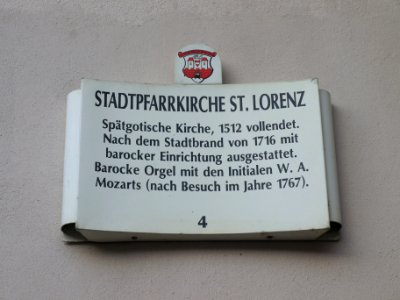 STADTPFARRKIRCHE ST. LORENZ
Spätgotische Kirche, 1512 vollendet.
Nach dem Stadtbrand von 1716 mit
barocker Einrichtung ausgestattet.
Barocke Orgel mit den Initialen W. A.
Mozarts (nach Besuch im Jahre 1767).
4